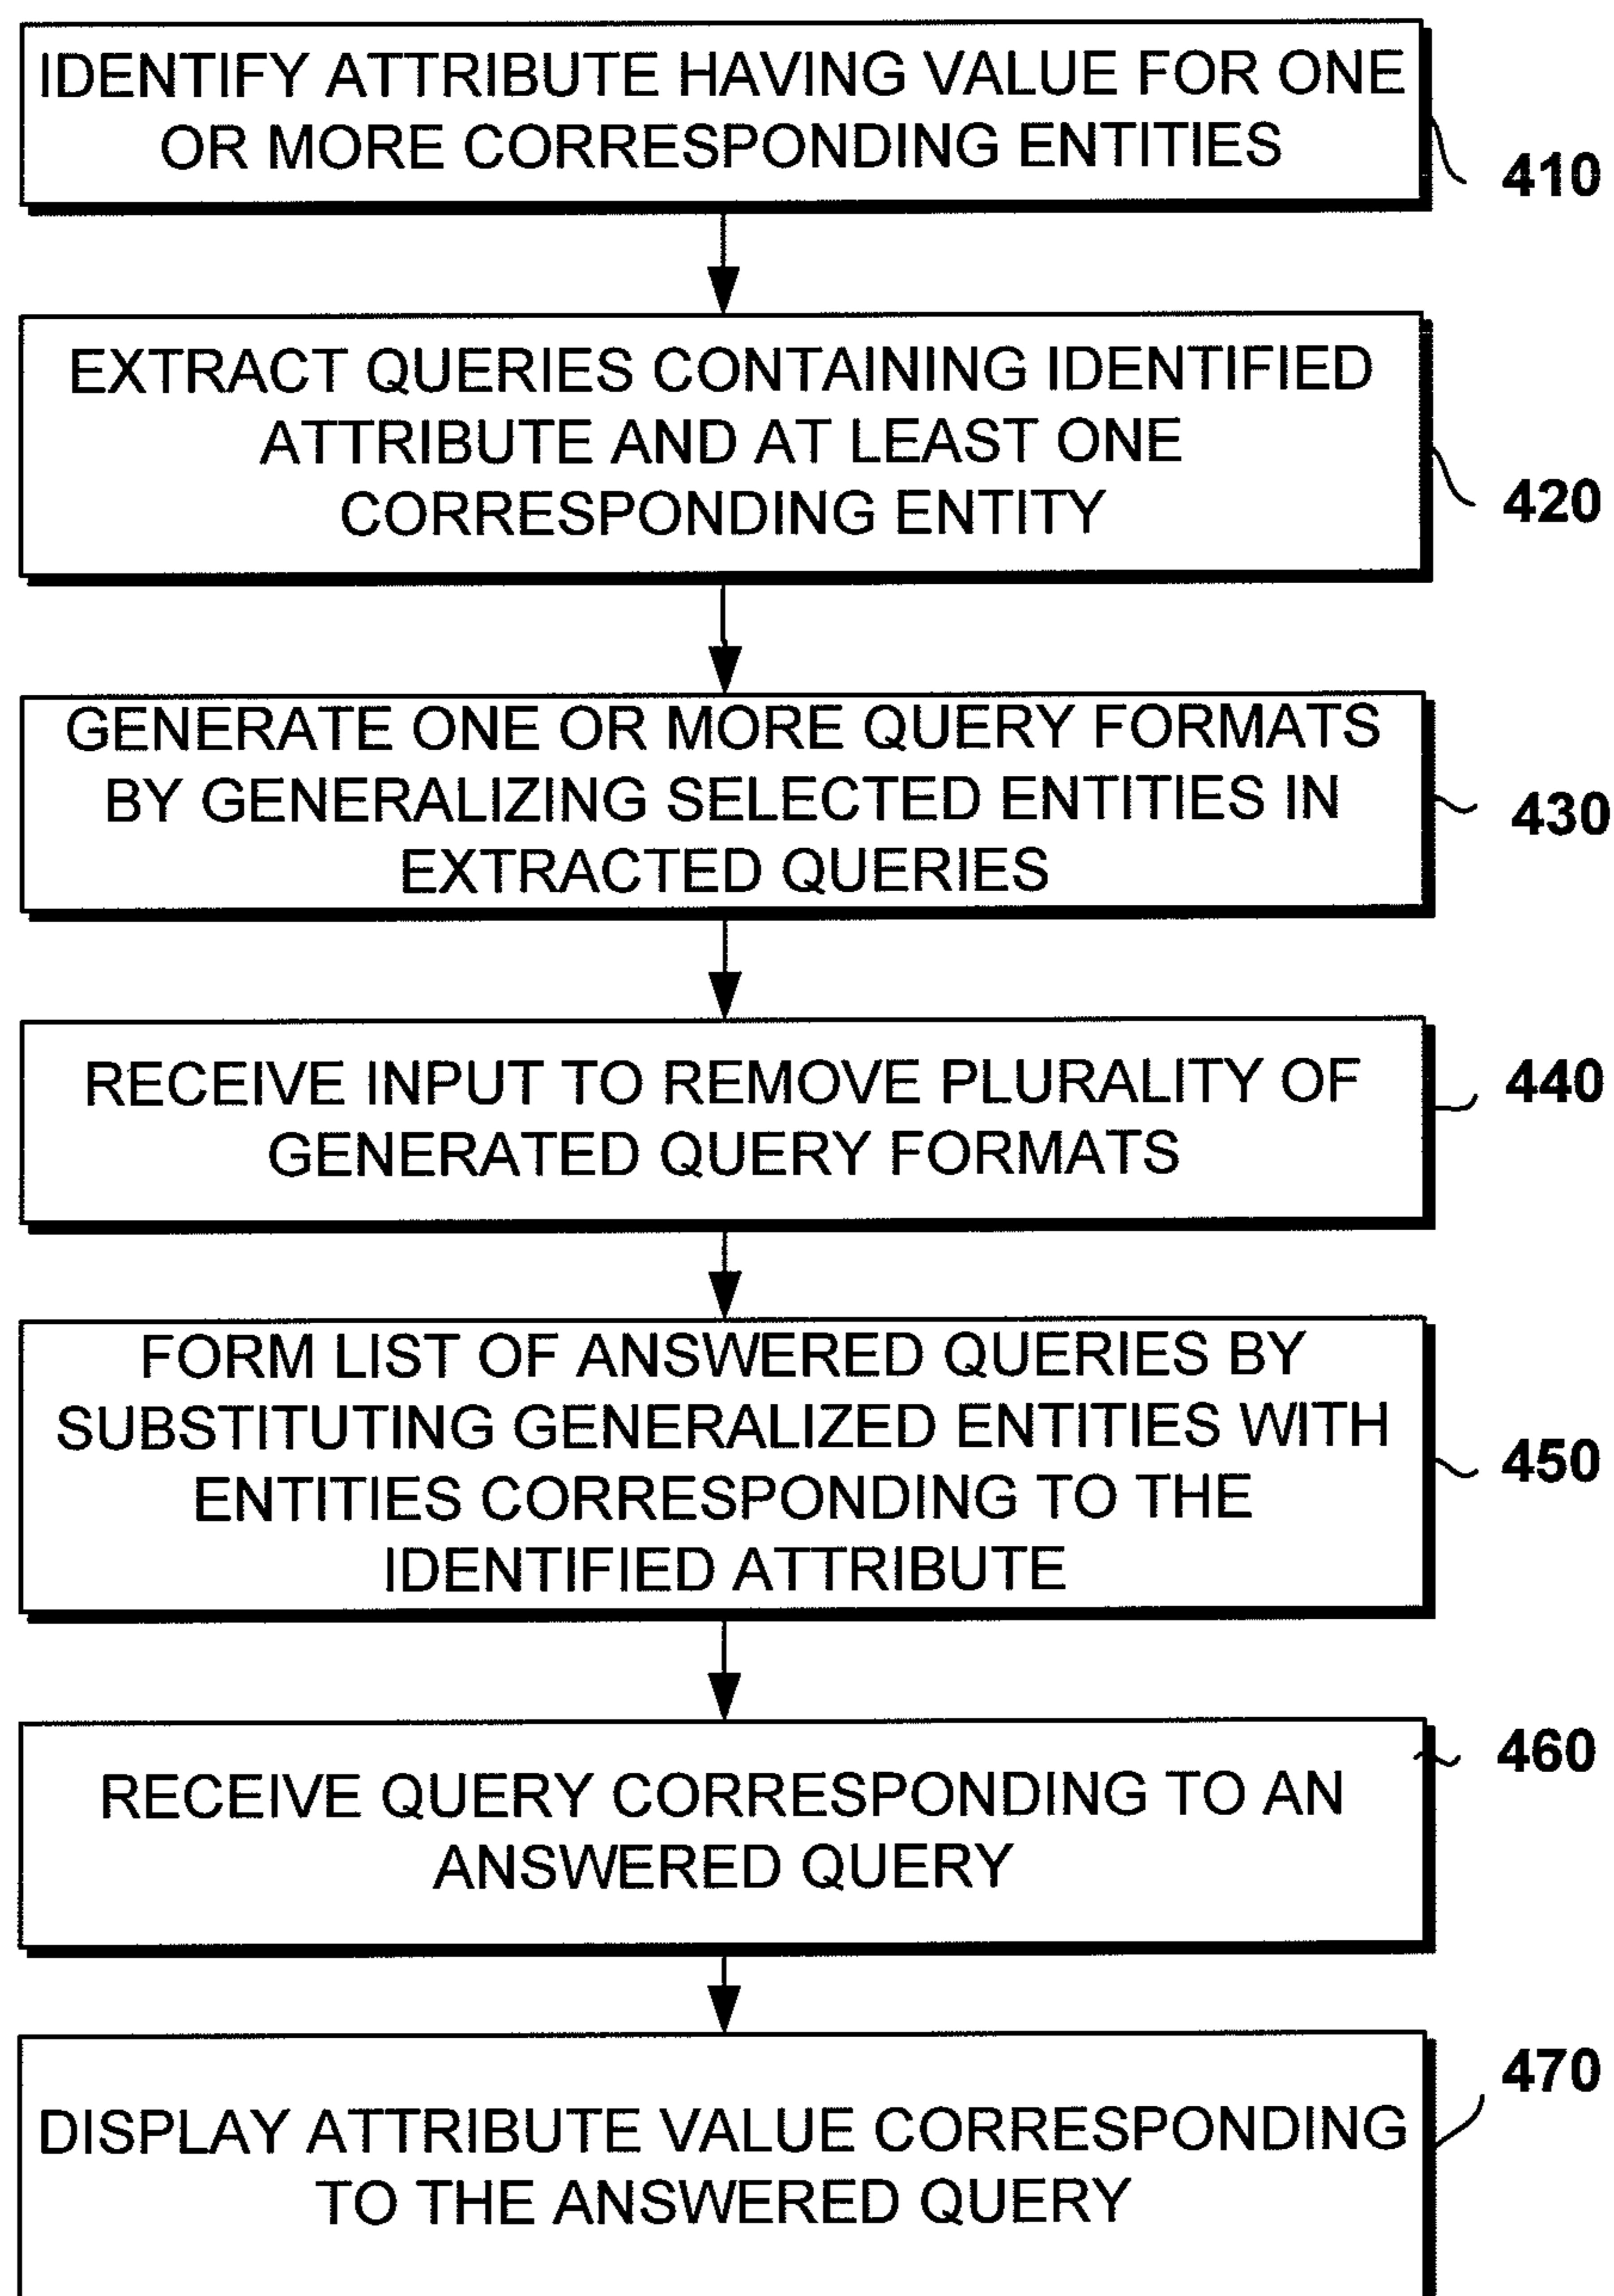 IDENTIFY ATTRIBUTE HAVING VALUE FOR ONE
OR MORE CORRESPONDING ENTITIES
410
EXTRACT QUERIES CONTAINING IDENTIFIED
ATTRIBUTE AND AT LEAST ONE
CORRESPONDING ENTITY
420
GENERATE ONE OR MORE QUERY FORMATS
BY GENERALIZING SELECTED ENTITIES IN
EXTRACTED QUERIES
430
RECEIVE INPUT TO REMOVE PLURALITY OF
GENERATED QUERY FORMATS
440
FORM LIST OF ANSWERED QUERIES BY
SUBSTITUTING GENERALIZED ENTITIES WITH
ENTITIES CORRESPONDING TO THE
IDENTIFIED ATTRIBUTE
450
RECEIVE QUERY CORRESPONDING TO AN
ANSWERED QUERY
460
DISPLAY ATTRIBUTE VALUE CORRESPONDING
TO THE ANSWERED QUERY
470